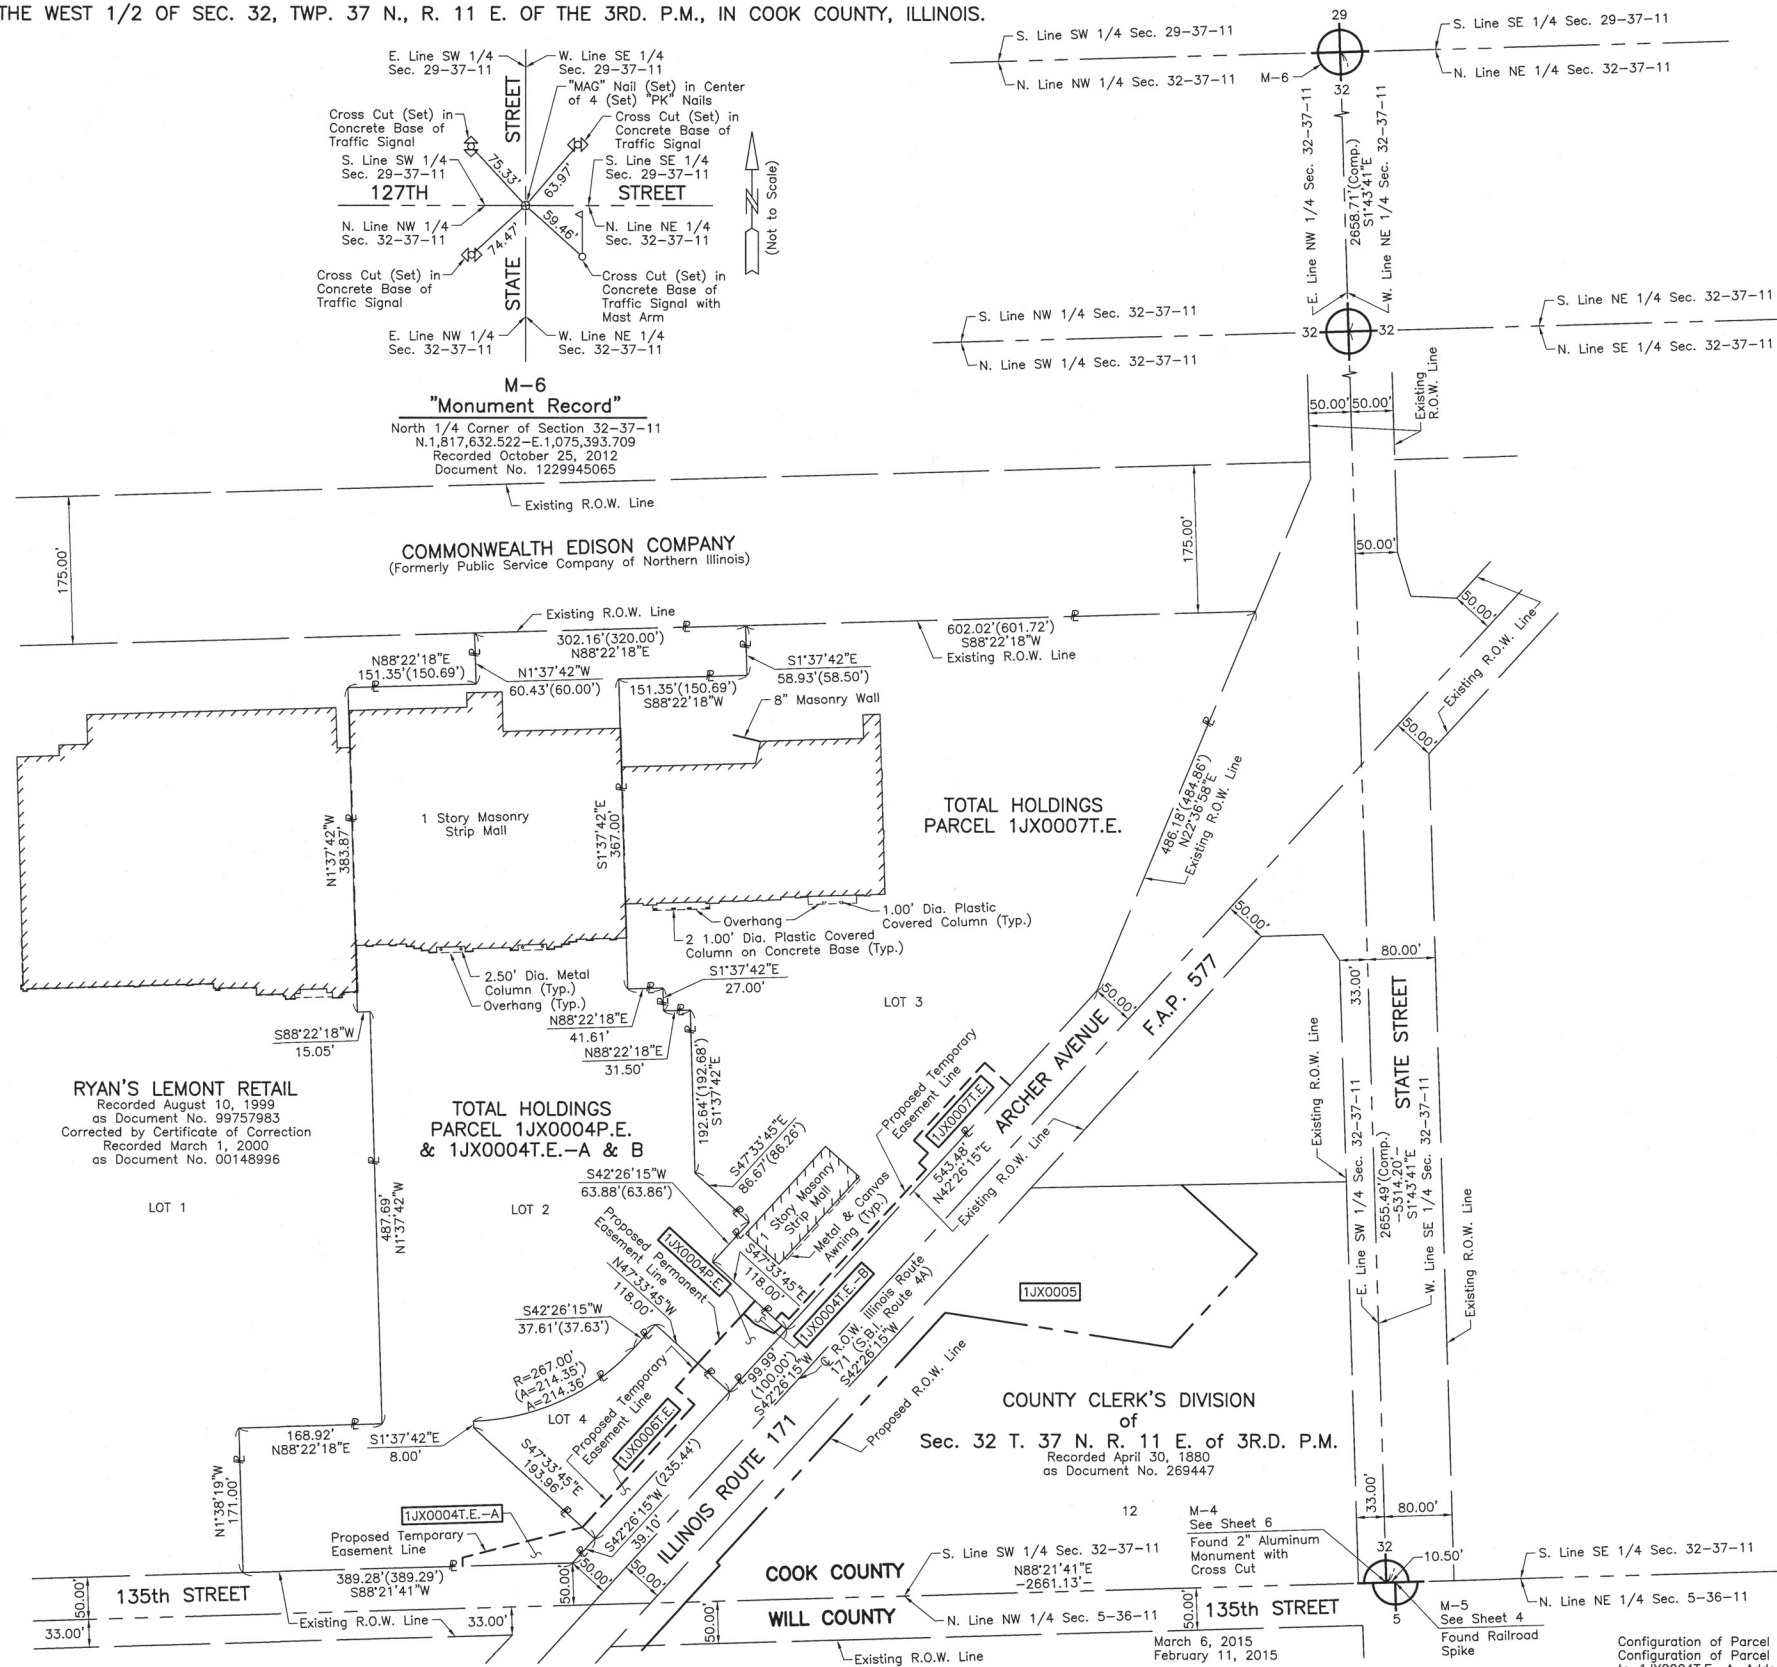 THE WEST 1/2 OF SEC. 32, TWP. 37 N., R. 11 E. OF THE 3RD. P.M., IN COOK COUNTY, ILLINOIS.
E. Line SW 1/4
Sec. 29-37-11
W. Line SE 1/4
Sec. 29-37-11
STREET
"MAG" Nail (Set) in Center
of 4 (Set) "PK" Nails
Cross Cut (Set) in
Concrete Base of
Traffic Signal
Cross Cut (Set) in
Concrete Base of
Traffic Signal
75.33'
63.97'
S. Line SW 1/4
Sec. 29-37-11
S. Line SE 1/4
Sec. 29-37-11
127TH
STREET
(Not to Scale)
N
N. Line NW 1/4
Sec. 32-37-11
74.47'
59.46'
N. Line NE 1/4
Sec. 32-37-11
Cross Cut (Set) in
Concrete Base of
Traffic Signal
STATE
Cross Cut (Set) in
Concrete Base of
Traffic Signal with
Mast Arm
E. Line NW 1/4
Sec. 32-37-11
W. Line NE 1/4
Sec. 32-37-11
M-6
"Monument Record"
North 1/4 Corner of Section 32-37-11
N.1,817,632.522-E.1,075,393.709
Recorded October 25, 2012
Document No. 1229945065
29
S. Line SW 1/4 Sec. 29-37-11
S. Line SE 1/4 Sec. 29-37-11
N. Line NW 1/4 Sec. 32-37-11
M-6
N. Line NE 1/4 Sec. 32-37-11
32
E. Line NW 1/4 Sec. 32-37-11
2658.71'(Comp.)
S1°43'41"E
W. Line NE 1/4 Sec. 32-37-11
S. Line NW 1/4 Sec. 32-37-11
S. Line NE 1/4 Sec. 32-37-11
32
32
N. Line SW 1/4 Sec. 32-37-11
N. Line SE 1/4 Sec. 32-37-11
50.00'
50.00'
Existing
R.O.W. Line
175.00'
Existing R.O.W. Line
COMMONWEALTH EDISON COMPANY
(Formerly Public Service Company of Northern Illinois)
175.00'
50.00'
50.00'
Existing R.O.W. Line
50.00'
Existing R.O.W. Line
302.16'(320.00')
N88°22'18"E
602.02'(601.72')
S88°22'18"W
Existing R.O.W. Line
N88°22'18"E
151.35'(150.69')
N1°37'42"W
60.43'(60.00')
151.35'(150.69')
S88°22'18"W
S1°37'42"E
58.93'(58.50')
8" Masonry Wall
1 Story Masonry
Strip Mall
N1°37'42"W
383.87'
S1°37'42"E
367.00'
TOTAL HOLDINGS
PARCEL 1JX0007T.E.
486.18'(484.86')
N22°36'58"E
Existing R.O.W. Line
Overhang
1.00' Dia. Plastic
Covered Column (Typ.)
2 1.00' Dia. Plastic Covered
Column on Concrete Base (Typ.)
2.50' Dia. Metal
Column (Typ.)
Overhang (Typ.)
S1°37'42"E
27.00'
N88°22'18"E
41.61'
N88°22'18"E
31.50'
S88°22'18"W
15.05'
LOT 3
50.00'
50.00'
33.00'
80.00'
STATE STREET
RYAN'S LEMONT RETAIL
Recorded August 10, 1999
as Document No. 99757983
Corrected by Certificate of Correction
Recorded March 1, 2000
as Document No. 00148996
LOT 1
487.69'
N1°37'42"W
TOTAL HOLDINGS
PARCEL 1JX0004P.E.
& 1JX0004T.E.-A & B
LOT 2
192.64'(192.68')
S1°37'42"E
S47°33'45"E
86.67'(86.26')
S42°26'15"W
63.88'(63.86')
1 Story Masonry
Strip Mall
Metal & Canvas
Awning (Typ.)
Proposed Temporary
Easement Line
1JX0007T.E.
543.48'
N42°26'15"E
ARCHER AVENUE
F.A.P. 577
Existing R.O.W. Line
Existing R.O.W. Line
E. Line SW 1/4 Sec. 32-37-11
2655.49'(Comp.)
-5314.20'-
S1°43'41"E
W. Line SE 1/4 Sec. 32-37-11
Existing R.O.W. Line
Proposed Permanent
Easement Line
1JX0004P.E.
S47°33'45"E
118.00'
N47°33'45"W
118.00'
S42°26'15"W
37.61'(37.63')
1JX0004T.E.-B
R=267.00'
(A=214.35')
A=214.36'
99.99'
(100.00')
S42°26'15"W
℄ R.O.W. Illinois Route
171 (S.B.I. Route 4A)
S42°26'15"W
1JX0005
Proposed R.O.W. Line
LOT 4
Proposed Temporary
Easement Line
1JX0006T.E.
168.92'
N88°22'18"E
S1°37'42"E
8.00'
S47°33'45"E
193.96'
S42°26'15"W (235.44')
39.10'
ILLINOIS ROUTE 171
N1°38'19"W
171.00'
1JX0004T.E.-A
Proposed Temporary
Easement Line
389.28'(389.29')
S88°21'41"W
COUNTY CLERK'S DIVISION
of
Sec. 32 T. 37 N. R. 11 E. of 3R.D. P.M.
Recorded April 30, 1880
as Document No. 269447
12
M-4
See Sheet 6
Found 2" Aluminum
Monument with
Cross Cut
33.00'
80.00'
32
10.50'
5
135th STREET
50.00'
33.00'
Existing R.O.W. Line
33.00'
50.00'
50.00'
50.00'
50.00'
COOK COUNTY
WILL COUNTY
S. Line SW 1/4 Sec. 32-37-11
N88°21'41"E
-2661.13'-
N. Line NW 1/4 Sec. 5-36-11
50.00'
135th STREET
S. Line SE 1/4 Sec. 32-37-11
N. Line NE 1/4 Sec. 5-36-11
M-5
See Sheet 4
Found Railroad
Spike
Existing R.O.W. Line
March 6, 2015
February 11, 2015
Configuration of Parcel
Configuration of Parcel